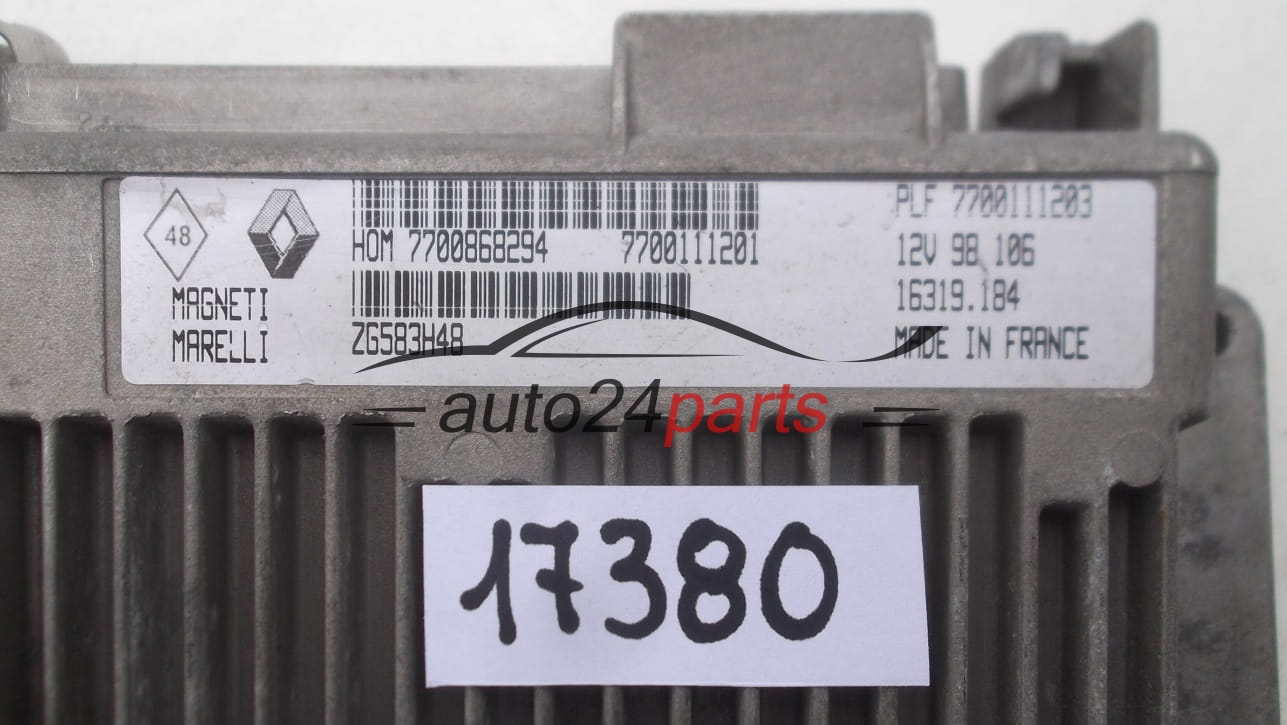 48
MAGNETI
MARELLI
HOM 7700868294 7700111201
ZG583H48
PLF 7700111203
12V 98 106
16319.184
MADE IN FRANCE
auto24parts
17380